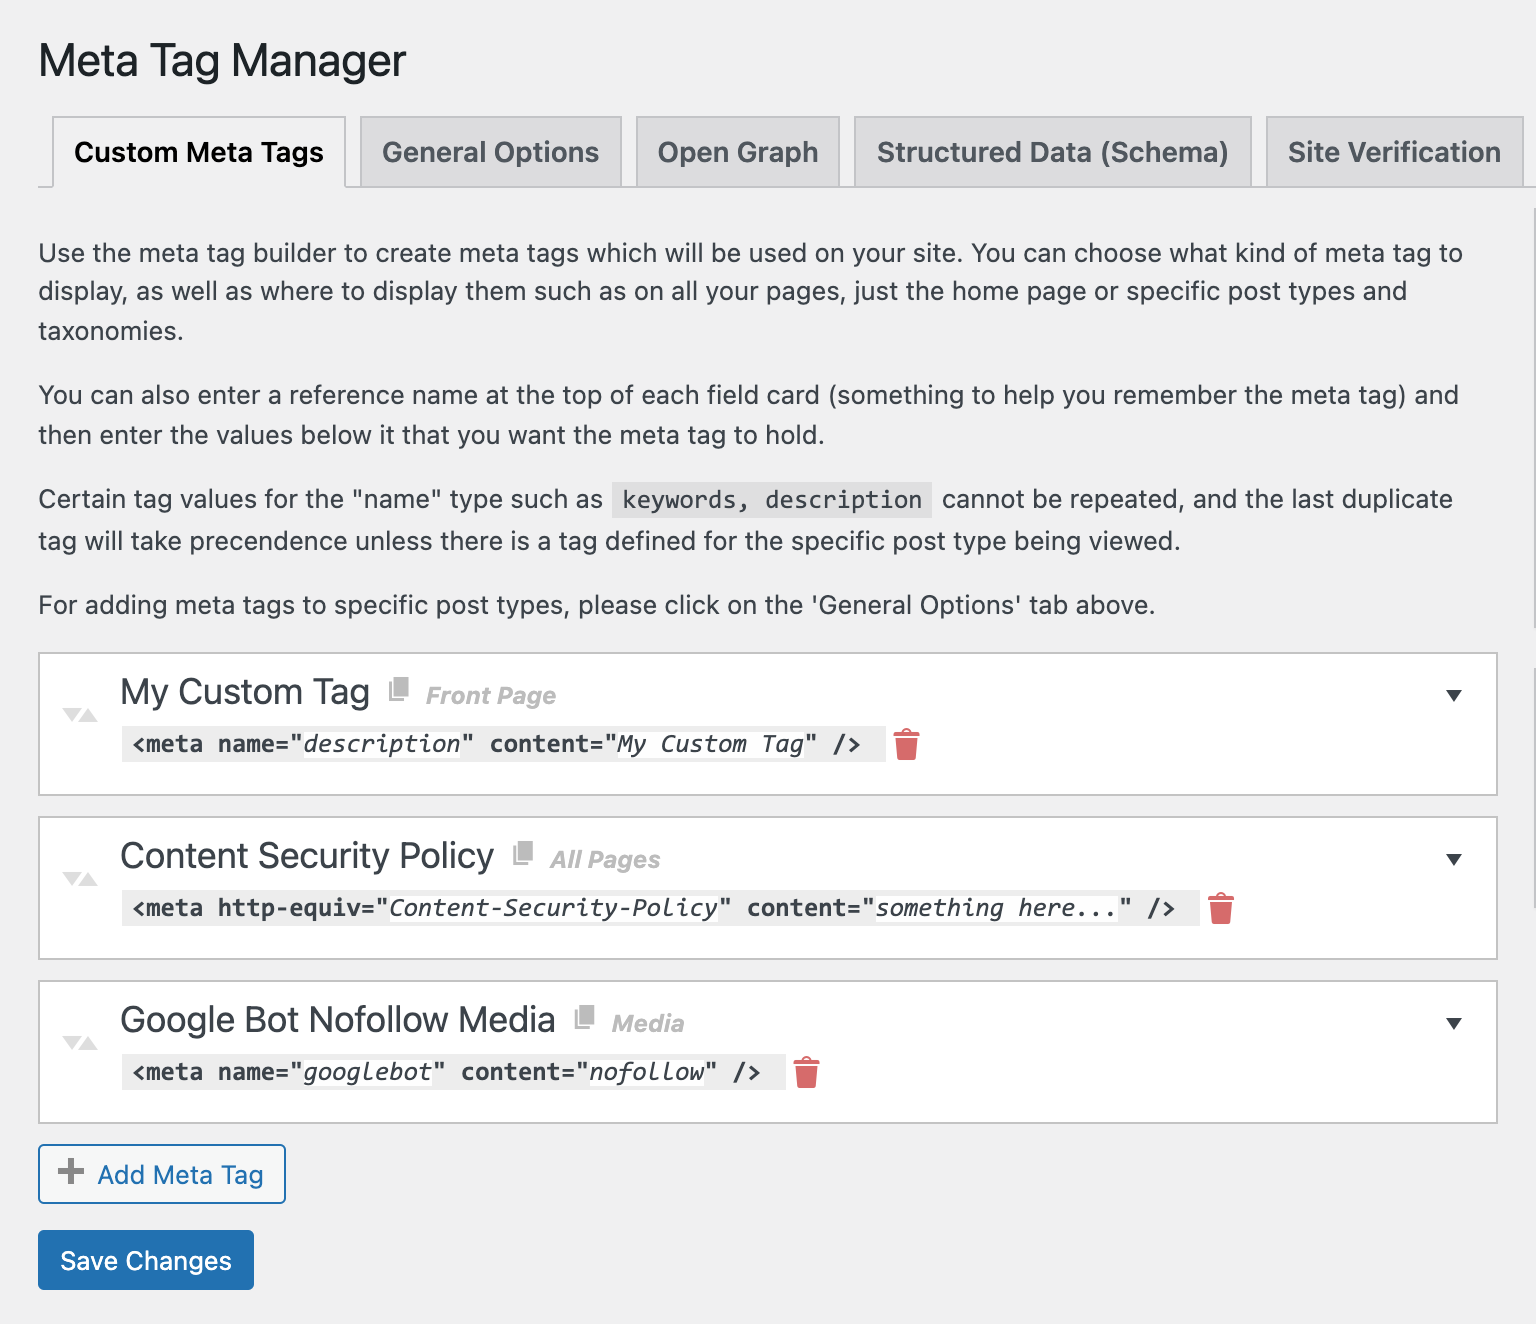 Meta Tag Manager
Custom Meta Tags
General Options
Open Graph
Structured Data (Schema)
Site Verification
Use the meta tag builder to create meta tags which will be used on your site. You can choose what kind of meta tag to
display, as well as where to display them such as on all your pages, just the home page or specific post types and
taxonomies.
You can also enter a reference name at the top of each field card (something to help you remember the meta tag) and
then enter the values below it that you want the meta tag to hold.
Certain tag values for the "name" type such as keywords, description cannot be repeated, and the last duplicate
tag will take precendence unless there is a tag defined for the specific post type being viewed.
For adding meta tags to specific post types, please click on the 'General Options' tab above.
My Custom Tag Front Page
<meta name="description" content="My Custom Tag" />
Content Security Policy All Pages
<meta http-equiv="Content-Security-Policy" content="something here..." />
Google Bot Nofollow Media Media
<meta name="googlebot" content="nofollow" />
Add Meta Tag
Save Changes